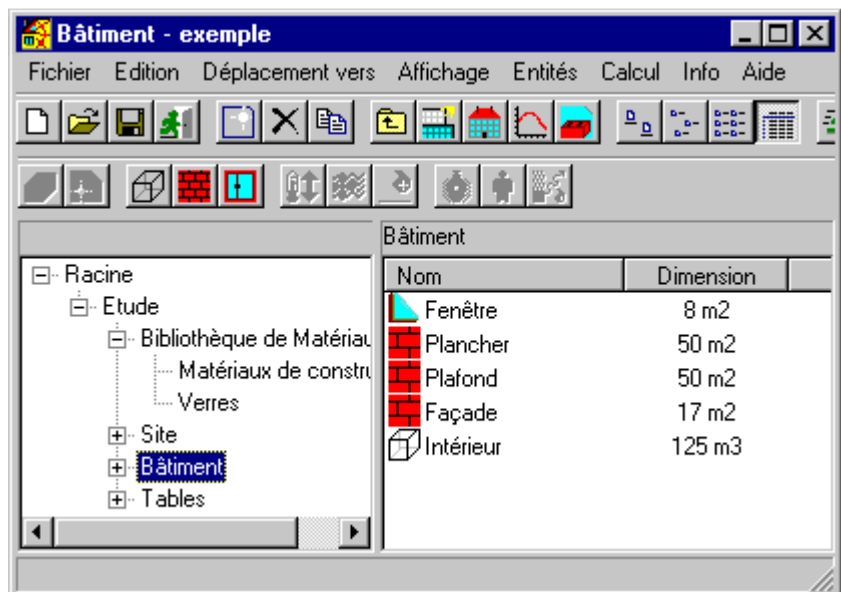 Bâtiment - exemple
Fichier Edition Déplacement vers Affichage Entités Calcul Info Aide
Bâtiment
Racine
Etude
Bibliothèque de Matériau
Matériaux de constru
Verres
Site
Bâtiment
Tables
Nom Dimension
Fenêtre 8 m2
Plancher 50 m2
Plafond 50 m2
Façade 17 m2
Intérieur 125 m3